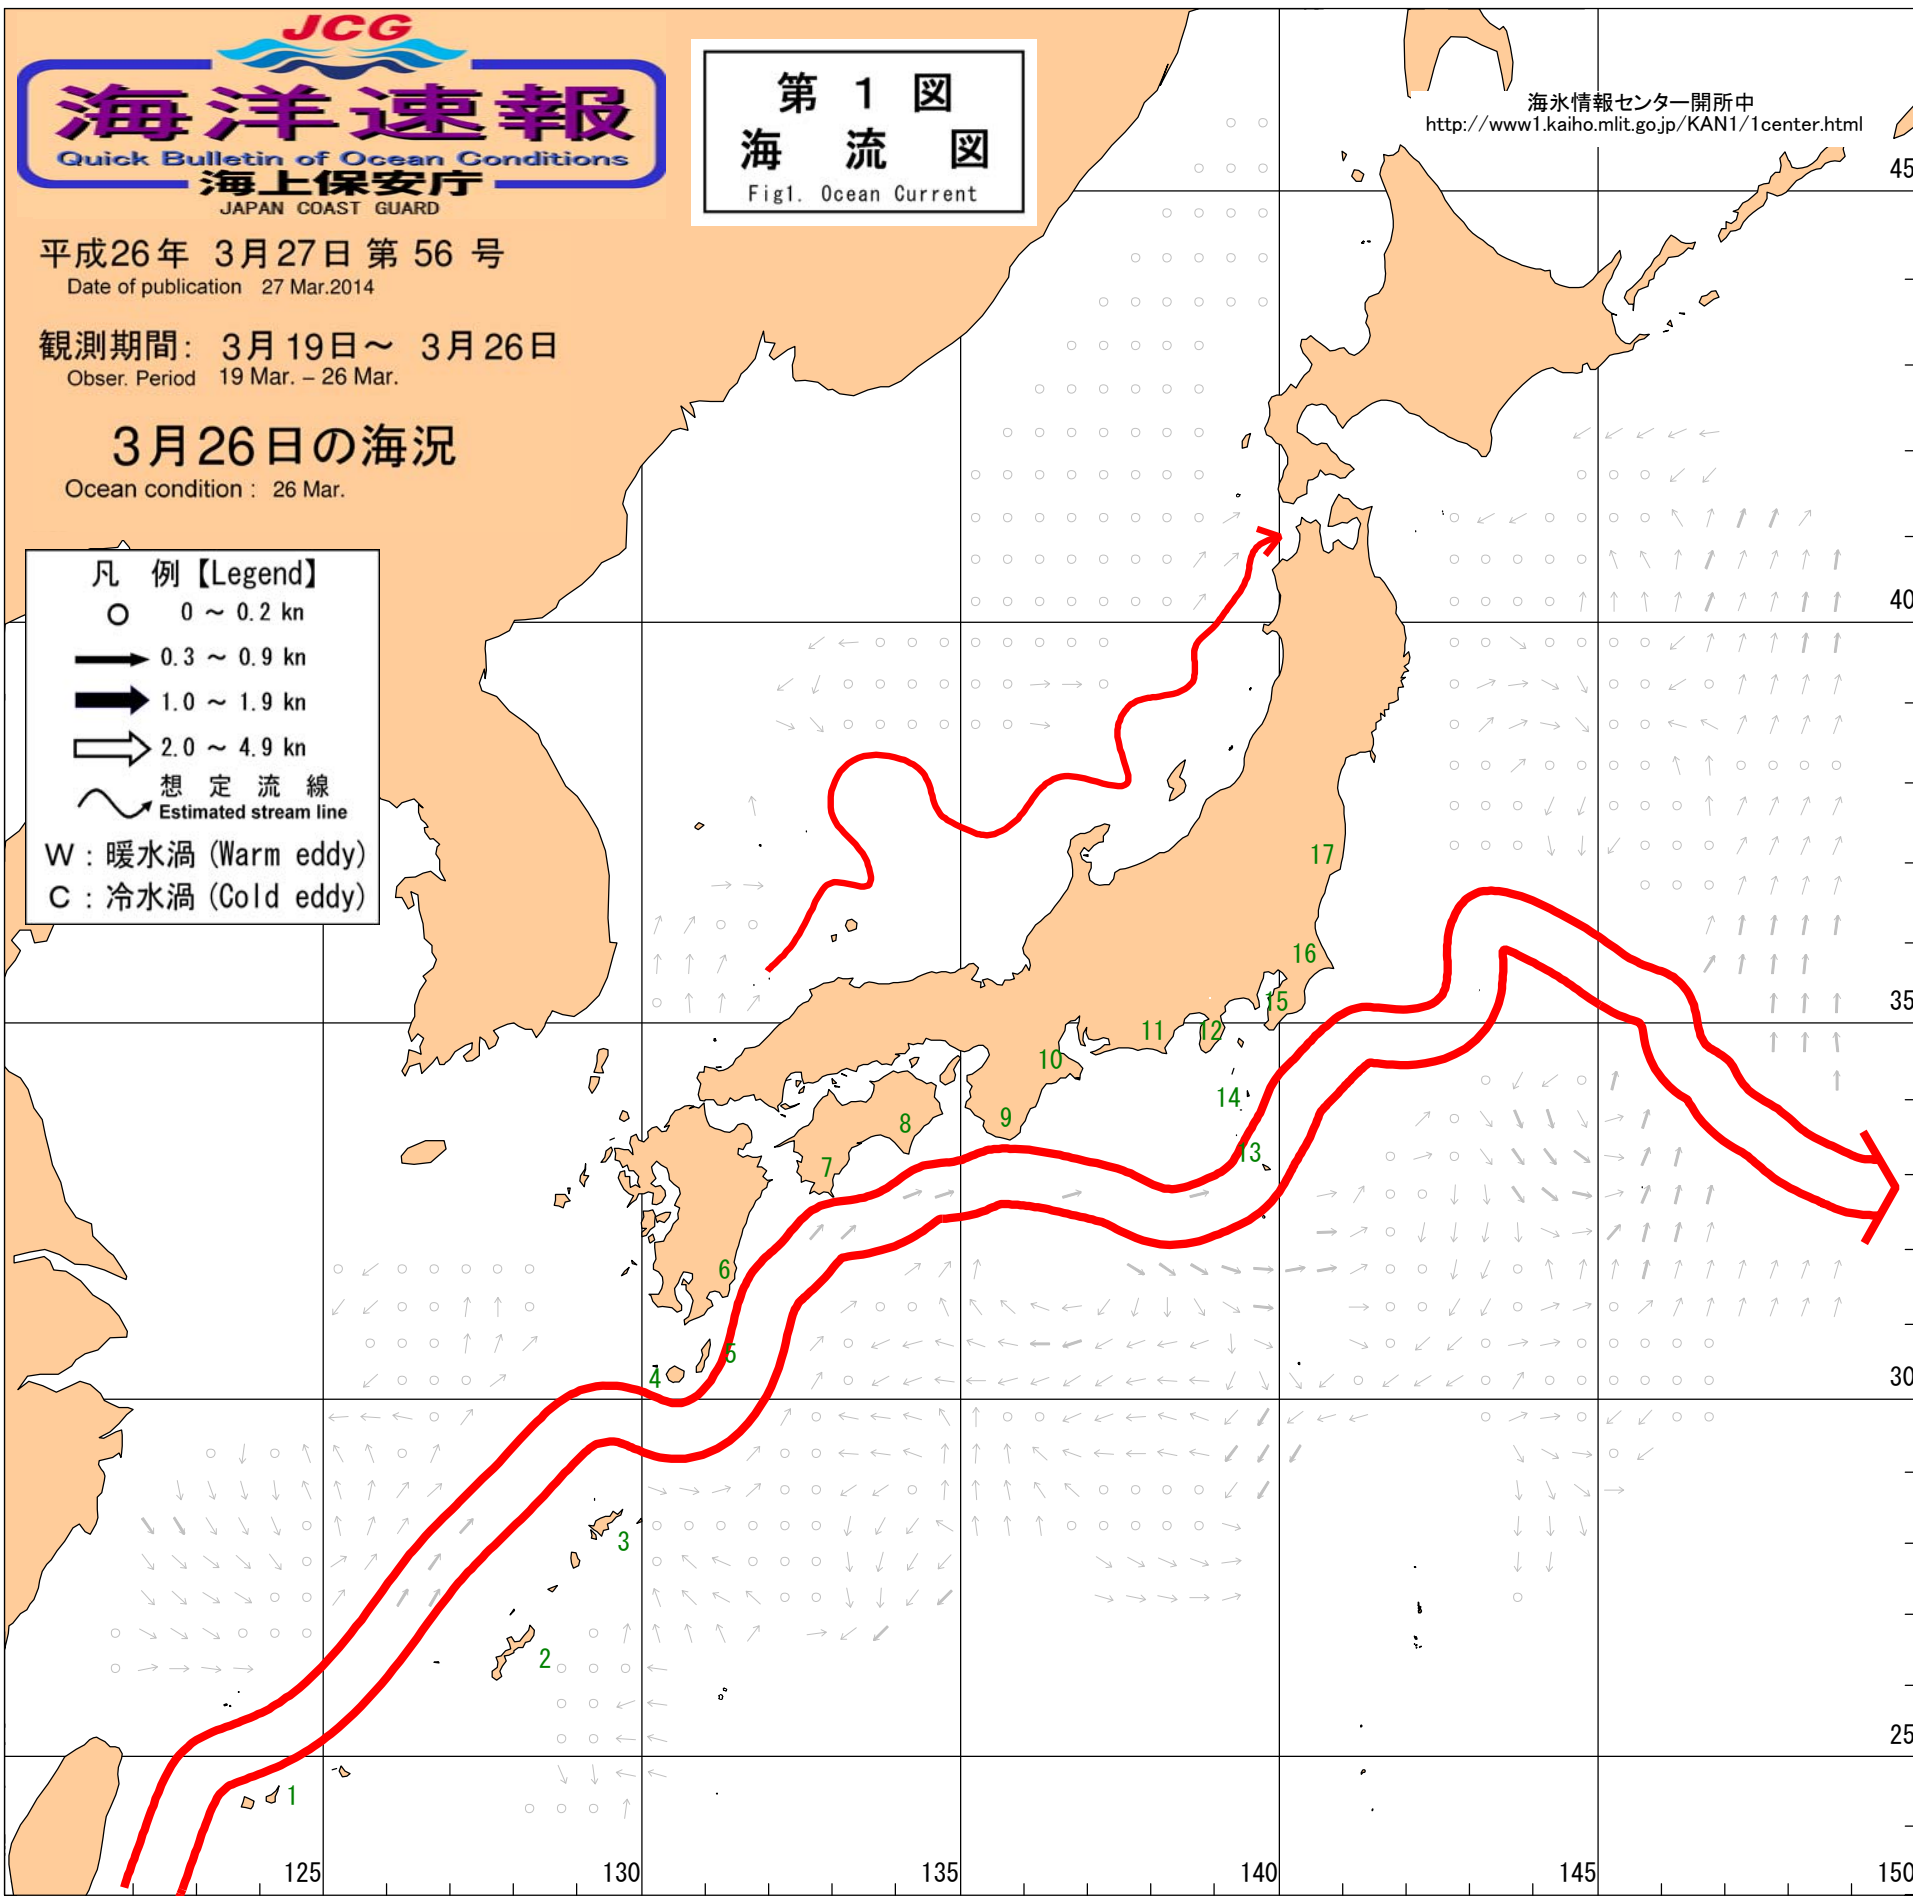 JCG
海洋速報
Quick Bulletin of Ocean Conditions
海上保安庁
JAPAN COAST GUARD
第 1 図
海 流 図
Fig1. Ocean Current
海氷情報センター開所中
http://www1.kaiho.mlit.go.jp/KAN1/1center.html
平成26年 3月27日 第 56 号
Date of publication 27 Mar.2014
観測期間: 3月19日～ 3月26日
Obser. Period 19 Mar. – 26 Mar.
3月26日の海況
Ocean condition : 26 Mar.
凡 例【Legend】
0 ～ 0.2 kn
0.3 ～ 0.9 kn
1.0 ～ 1.9 kn
2.0 ～ 4.9 kn
想 定 流 線
Estimated stream line
W : 暖水渦 (Warm eddy)
C : 冷水渦 (Cold eddy)
45
40
17
16
35
15
12
11
10
14
9
8
13
7
6
5
4
30
3
2
25
1
125
130
135
140
145
150